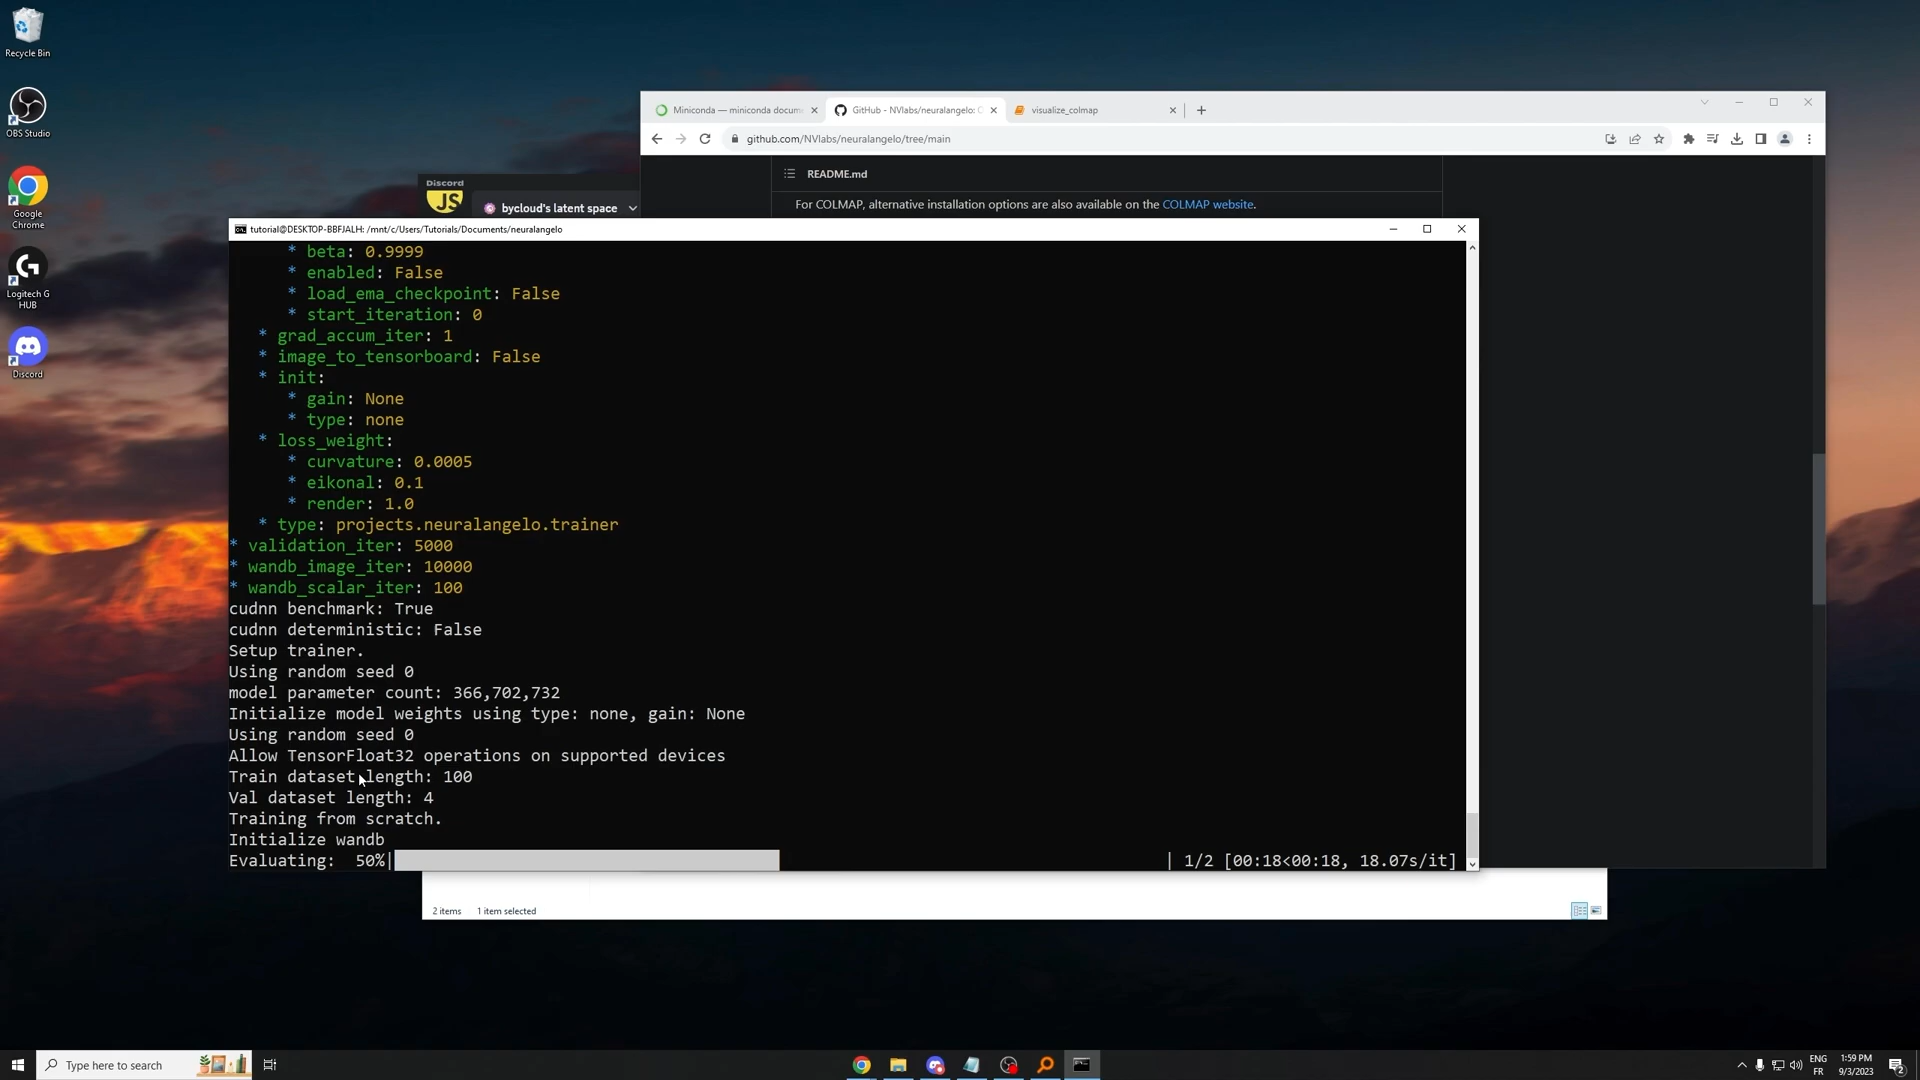 Recycle Bin
OBS Studio
Google
Chrome
Logitech G
HUB
Discord
Miniconda — miniconda docum
GitHub - NVlabs/neuralangelo: O
visualize_colmap
github.com/NVlabs/neuralangelo/tree/main
README.md
For COLMAP, alternative installation options are also available on the COLMAP website.
Discord
JS
bycloud's latent space
tutorial@DESKTOP-BBFJALH: /mnt/c/Users/Tutorials/Documents/neuralangelo
* beta: 0.9999
* enabled: False
* load_ema_checkpoint: False
* start_iteration: 0
* grad_accum_iter: 1
* image_to_tensorboard: False
* init:
* gain: None
* type: none
* loss_weight:
* curvature: 0.0005
* eikonal: 0.1
* render: 1.0
* type: projects.neuralangelo.trainer
* validation_iter: 5000
* wandb_image_iter: 10000
* wandb_scalar_iter: 100
cudnn benchmark: True
cudnn deterministic: False
Setup trainer.
Using random seed 0
model parameter count: 366,702,732
Initialize model weights using type: none, gain: None
Using random seed 0
Allow TensorFloat32 operations on supported devices
Train dataset length: 100
Val dataset length: 4
Training from scratch.
Initialize wandb
Evaluating:  50%| | 1/2 [00:18<00:18, 18.07s/it]
2 items 1 item selected
Type here to search
ENG
FR
1:59 PM
9/3/2023
2